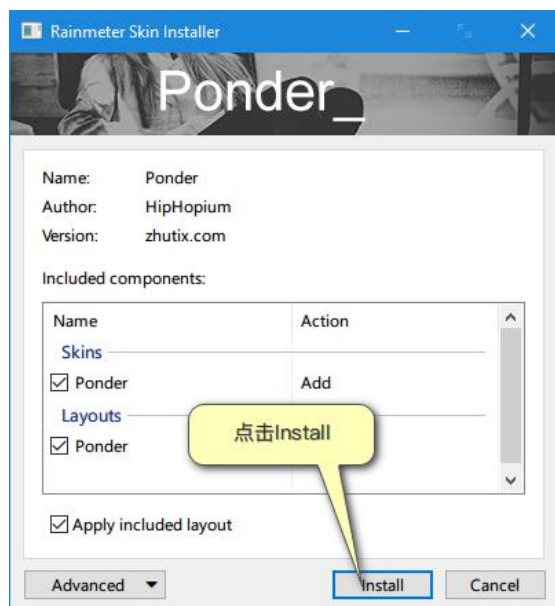 Rainmeter Skin Installer
Ponder_
Name: Ponder
Author: HipHopium
Version: zhutix.com
Included components:
Name Action
Skins
Ponder Add
Layouts
Ponder
点击Install
Apply included layout
Advanced Install Cancel